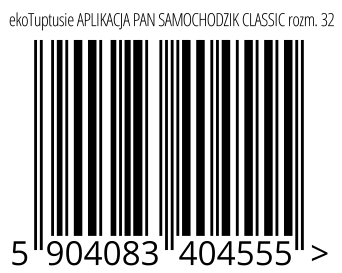 ekoTuptusie APLIKACJA PAN SAMOCHODZIK CLASSIC rozm. 32
5 904083 404555 >